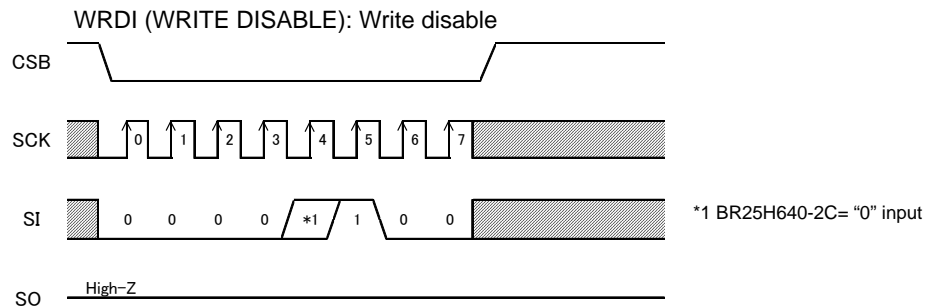 WRDI (WRITE DISABLE): Write disable
CSB
SCK 0 1 2 3 4 5 6 7
SI 0 0 0 0 *1 1 0 0 *1 BR25H640-2C= “0” input
High-Z
SO